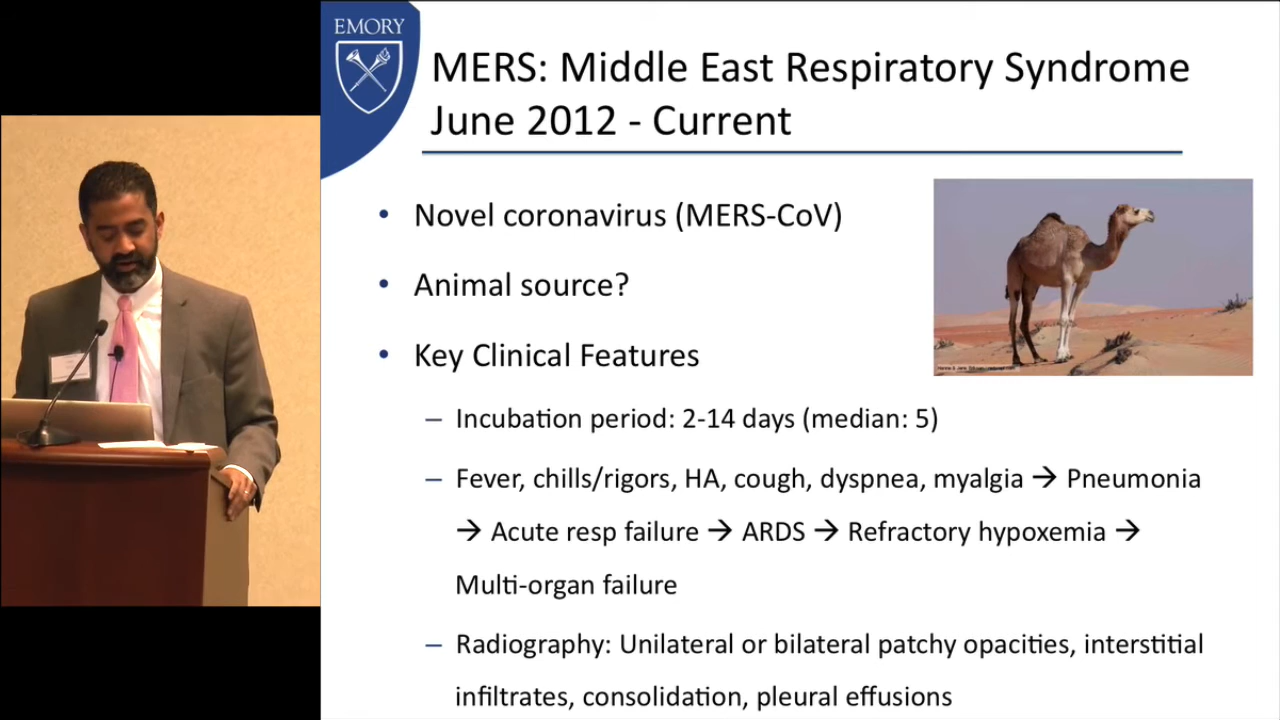 EMORY
MERS: Middle East Respiratory Syndrome
June 2012 - Current
• Novel coronavirus (MERS-CoV)
• Animal source?
• Key Clinical Features
– Incubation period: 2-14 days (median: 5)
– Fever, chills/rigors, HA, cough, dyspnea, myalgia → Pneumonia
→ Acute resp failure → ARDS → Refractory hypoxemia →
Multi-organ failure
– Radiography: Unilateral or bilateral patchy opacities, interstitial
infiltrates, consolidation, pleural effusions